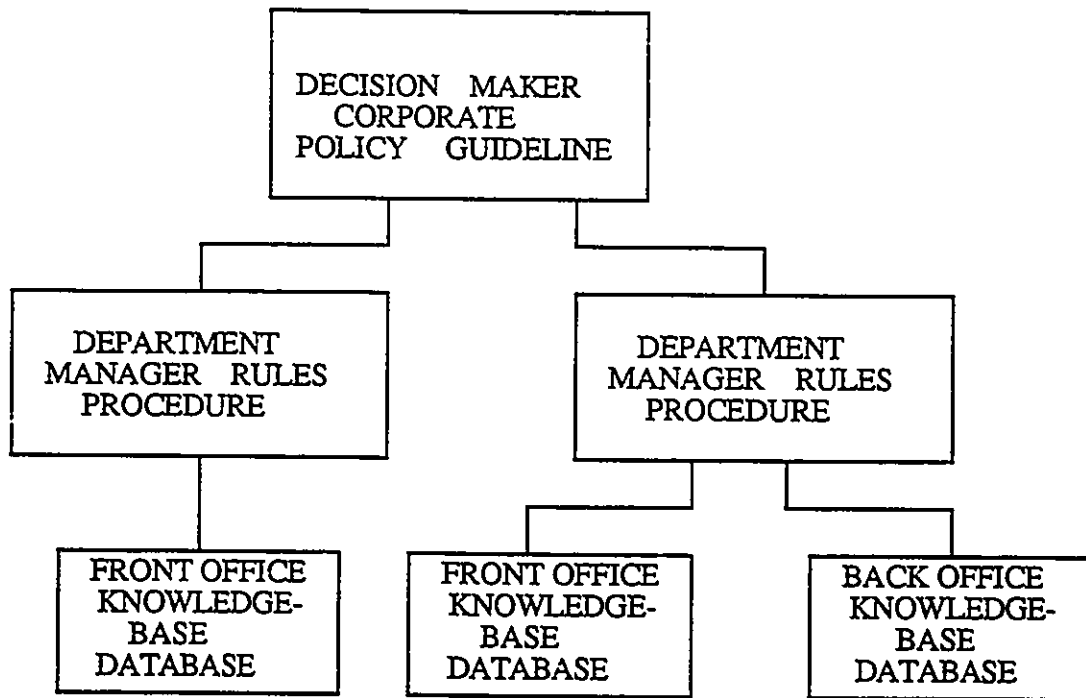 DECISION MAKER
CORPORATE
POLICY GUIDELINE
DEPARTMENT
MANAGER RULES
PROCEDURE
DEPARTMENT
MANAGER RULES
PROCEDURE
FRONT OFFICE
KNOWLEDGE-
BASE
DATABASE
FRONT OFFICE
KNOWLEDGE-
BASE
DATABASE
BACK OFFICE
KNOWLEDGE-
BASE
DATABASE